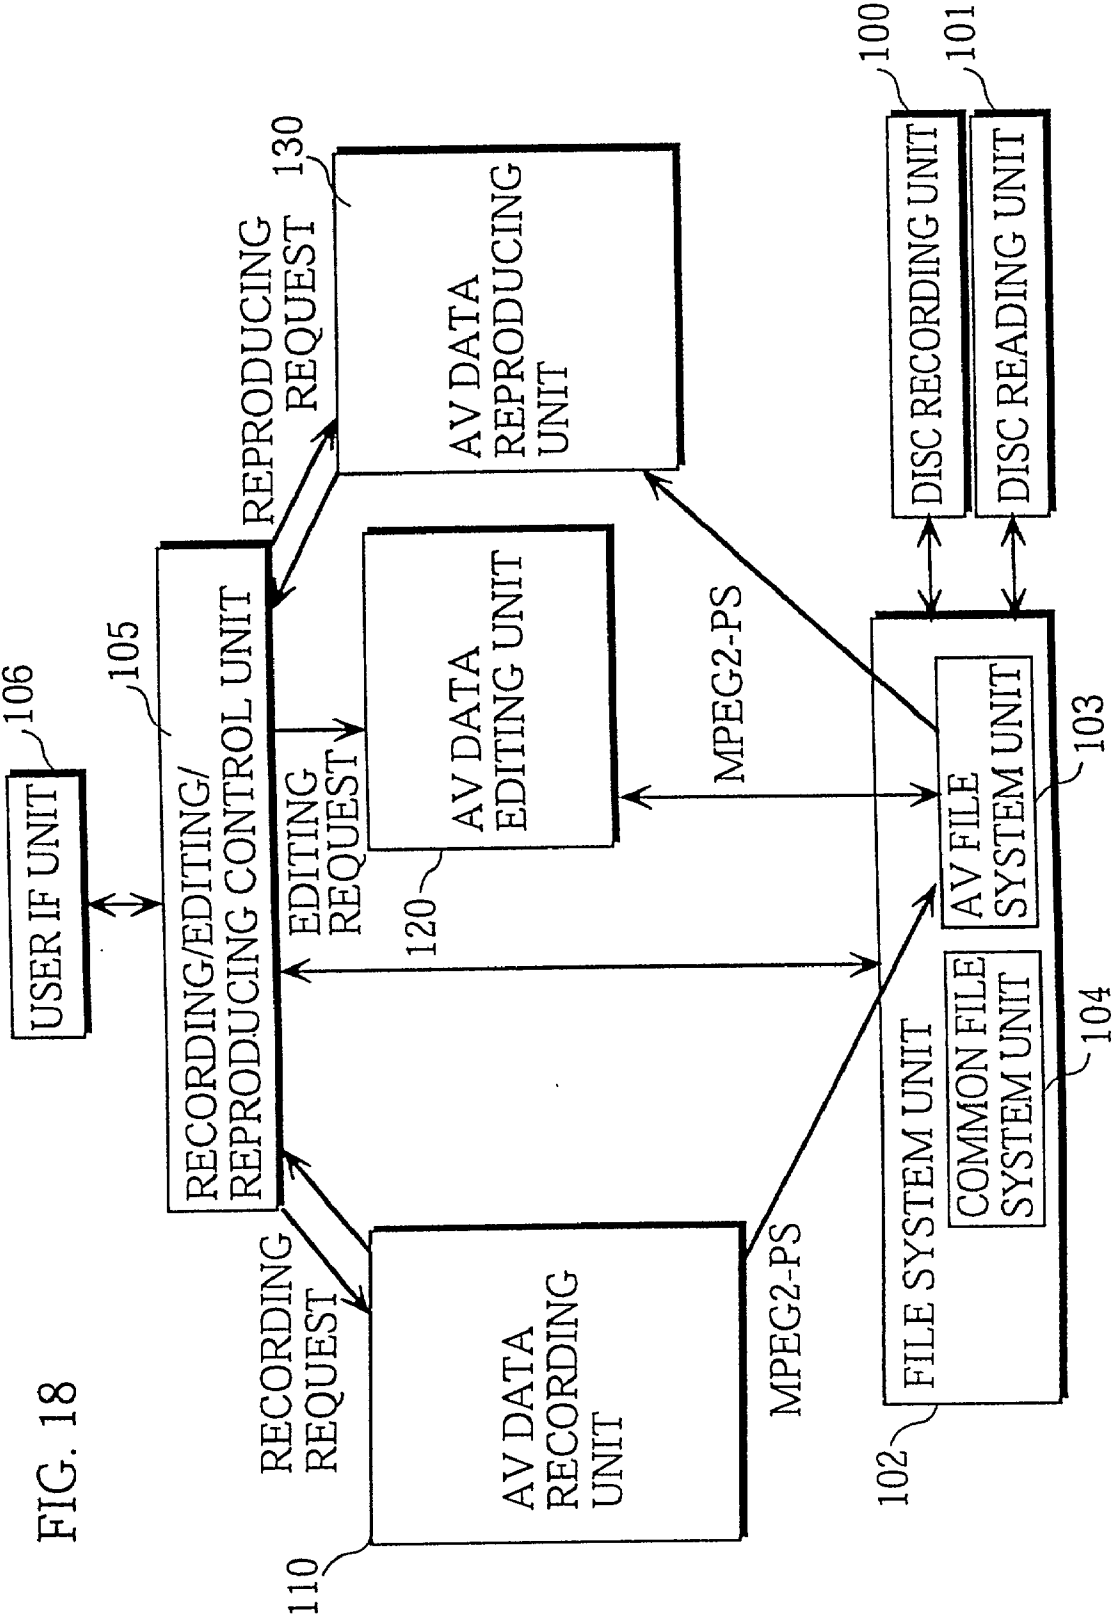 FIG. 18
USER IF UNIT
106
RECORDING/EDITING/
REPRODUCING CONTROL UNIT
105
RECORDING
REQUEST
EDITING
REQUEST
REPRODUCING
REQUEST
110
AV DATA
RECORDING
UNIT
120
AV DATA
EDITING UNIT
130
AV DATA
REPRODUCING
UNIT
MPEG2-PS
MPEG2-PS
102
FILE SYSTEM UNIT
COMMON FILE
SYSTEM UNIT
104
AV FILE
SYSTEM UNIT
103
DISC RECORDING UNIT
100
DISC READING UNIT
101